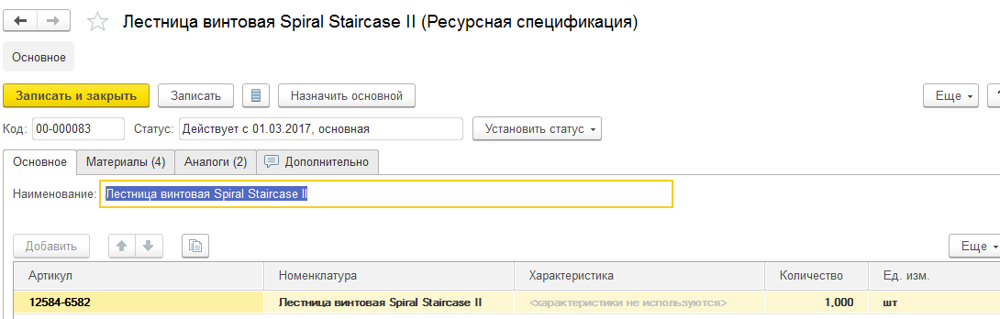 Лестница винтовая Spiral Staircase II (Ресурсная спецификация)
Основное
Записать и закрыть Записать Назначить основной Еще ?
Код: 00-000083 Статус: Действует с 01.03.2017, основная Установить статус
Основное Материалы (4) Аналоги (2) Дополнительно
Наименование: Лестница винтовая Spiral Staircase II
Добавить Еще
Артикул Номенклатура Характеристика Количество Ед. изм.
12584-6582 Лестница винтовая Spiral Staircase II <характеристики не используются> 1,000 шт